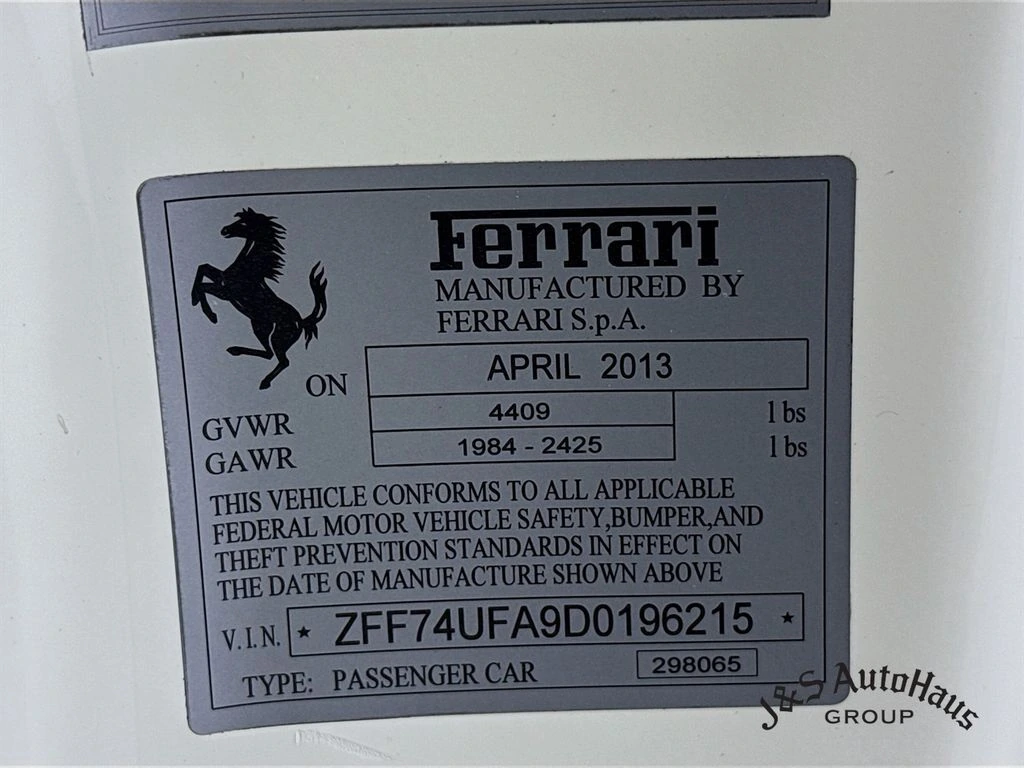 Ferrari
MANUFACTURED BY
FERRARI S.p.A.
ON APRIL 2013
GVWR 4409 lbs
GAWR 1984 - 2425 lbs
THIS VEHICLE CONFORMS TO ALL APPLICABLE
FEDERAL MOTOR VEHICLE SAFETY,BUMPER,AND
THEFT PREVENTION STANDARDS IN EFFECT ON
THE DATE OF MANUFACTURE SHOWN ABOVE
V.I.N. ★ ZFF74UFA9D0196215 ★
TYPE: PASSENGER CAR 298065
J&S AutoHaus
GROUP